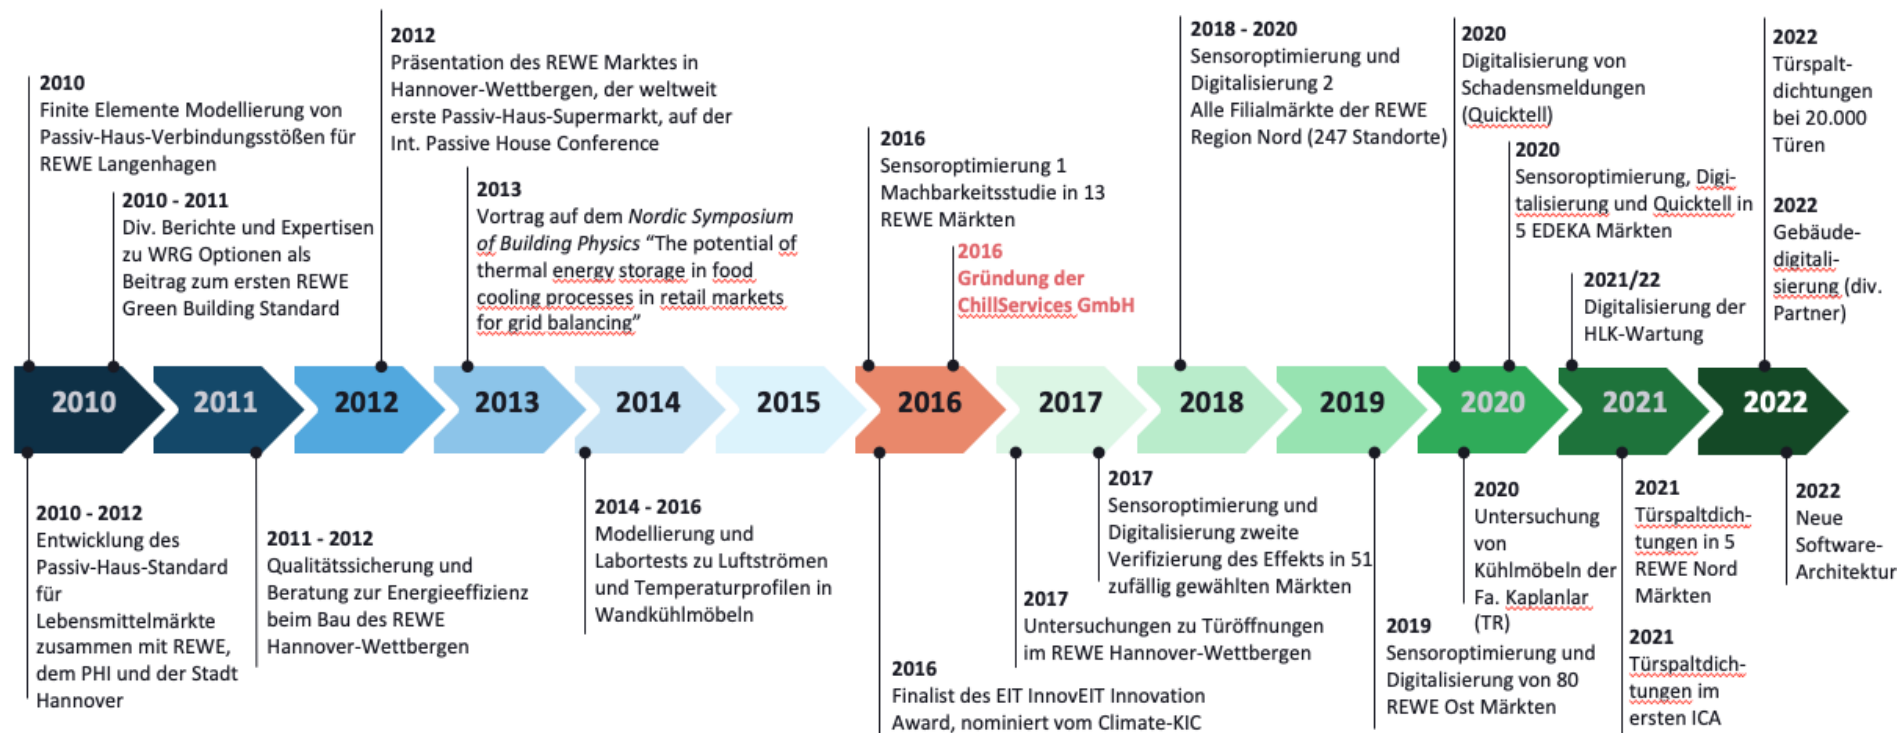 2010
Finite Elemente Modellierung von
Passiv-Haus-Verbindungsstößen für
REWE Langenhagen
2010 - 2011
Div. Berichte und Expertisen
zu WRG Optionen als
Beitrag zum ersten REWE
Green Building Standard
2012
Präsentation des REWE Marktes in
Hannover-Wettbergen, der weltweit
erste Passiv-Haus-Supermarkt, auf der
Int. Passive House Conference
2013
Vortrag auf dem Nordic Symposium
of Building Physics “The potential of
thermal energy storage in food
cooling processes in retail markets
for grid balancing”
2016
Sensoroptimierung 1
Machbarkeitsstudie in 13
REWE Märkten
2016
Gründung der
ChillServices GmbH
2018 - 2020
Sensoroptimierung und
Digitalisierung 2
Alle Filialmärkte der REWE
Region Nord (247 Standorte)
2020
Digitalisierung von
Schadensmeldungen
(Quicktell)
2020
Sensoroptimierung, Digi-
talisierung und Quicktell in
5 EDEKA Märkten
2021/22
Digitalisierung der
HLK-Wartung
2022
Türspalt-
dichtungen
bei 20.000
Türen
2022
Gebäude-
digitali-
sierung (div.
Partner)
2010
2011
2012
2013
2014
2015
2016
2017
2018
2019
2020
2021
2022
2010 - 2012
Entwicklung des
Passiv-Haus-Standard
für
Lebensmittelmärkte
zusammen mit REWE,
dem PHI und der Stadt
Hannover
2011 - 2012
Qualitätssicherung und
Beratung zur Energieeffizienz
beim Bau des REWE
Hannover-Wettbergen
2014 - 2016
Modellierung und
Labortests zu Luftströmen
und Temperaturprofilen in
Wandkühlmöbeln
2016
Finalist des EIT InnovEIT Innovation
Award, nominiert vom Climate-KIC
2017
Untersuchungen zu Türöffnungen
im REWE Hannover-Wettbergen
2017
Sensoroptimierung und
Digitalisierung zweite
Verifizierung des Effekts in 51
zufällig gewählten Märkten
2019
Sensoroptimierung und
Digitalisierung von 80
REWE Ost Märkten
2020
Untersuchung
von
Kühlmöbeln der
Fa. Kaplanlar
(TR)
2021
Türspaltdich-
tungen in 5
REWE Nord
Märkten
2021
Türspaltdich-
tungen im
ersten ICA
2022
Neue
Software-
Architektur